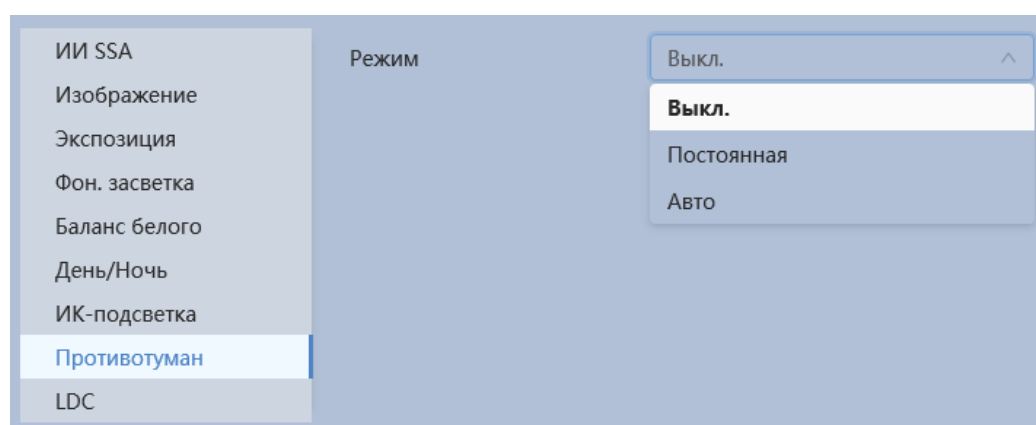 ИИ SSA
Изображение
Экспозиция
Фон. засветка
Баланс белого
День/Ночь
ИК-подсветка
Противотуман
LDC
Режим
Выкл.
Выкл.
Постоянная
Авто